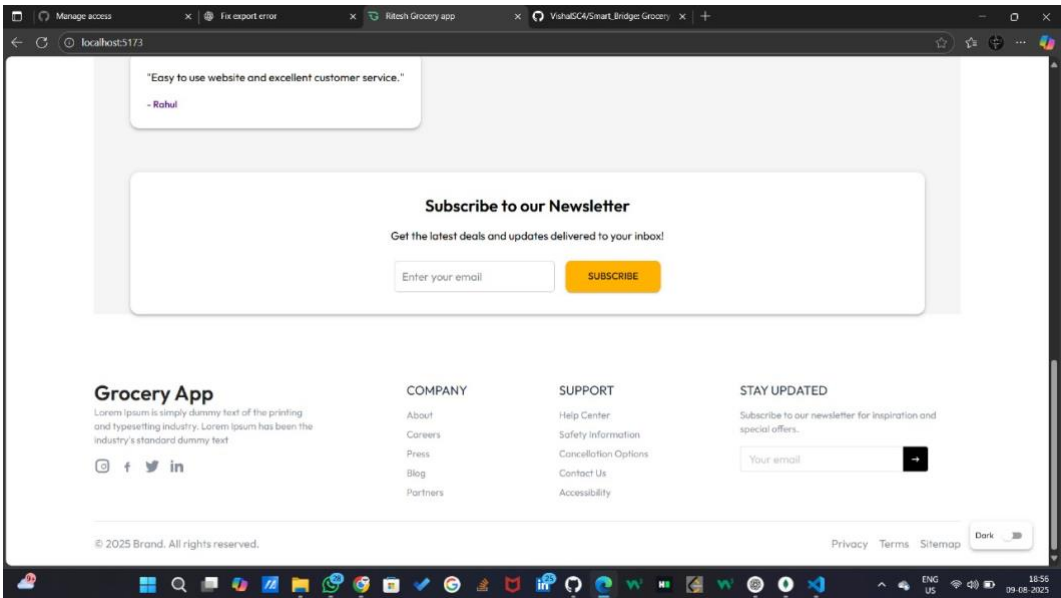 Manage access
Fix export error
Ritesh Grocery app
VishalSC4/Smart_Bridge: Grocery
localhost:5173
"Easy to use website and excellent customer service."
- Rahul
Subscribe to our Newsletter
Get the latest deals and updates delivered to your inbox!
Enter your email
SUBSCRIBE
Grocery App
Lorem Ipsum is simply dummy text of the printing
and typesetting industry. Lorem Ipsum has been the
industry's standard dummy text
COMPANY
About
Careers
Press
Blog
Partners
SUPPORT
Help Center
Safety Information
Cancellation Options
Contact Us
Accessibility
STAY UPDATED
Subscribe to our newsletter for inspiration and
special offers.
Your email
→
© 2025 Brand. All rights reserved.
Privacy Terms Sitemap
Dark
ENG
US
18:56
09-08-2025